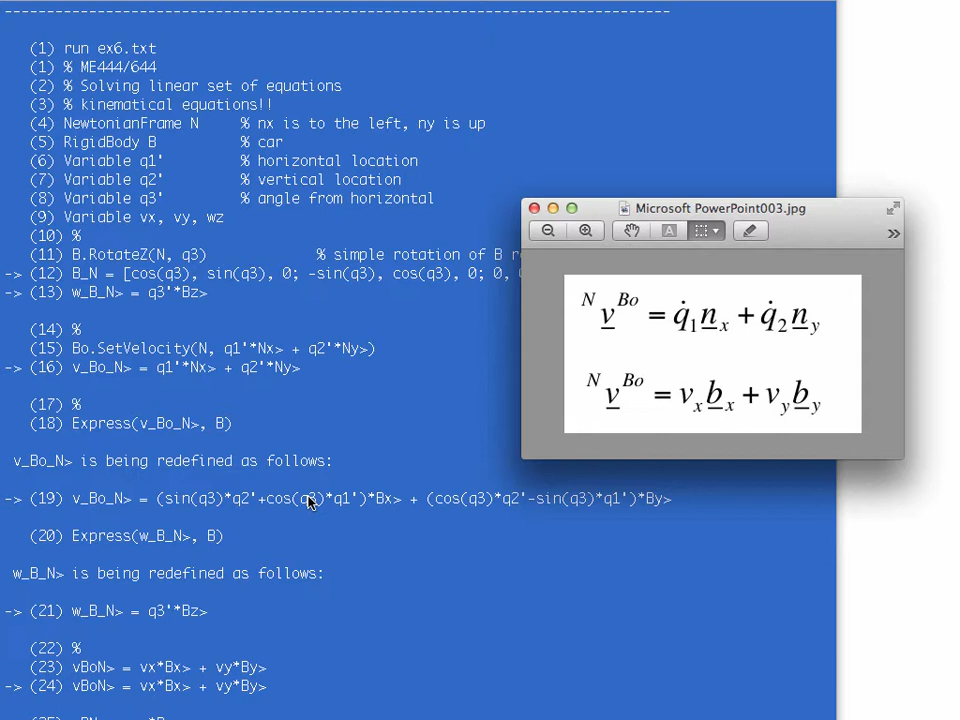 --------------------------------------------------------------------------------
(1) run ex6.txt
(1) % ME444/644
(2) % Solving linear set of equations
(3) % kinematical equations!!
(4) NewtonianFrame N % nx is to the left, ny is up
(5) RigidBody B % car
(6) Variable q1' % horizontal location
(7) Variable q2' % vertical location
(8) Variable q3' % angle from horizontal
(9) Variable vx, vy, wz
(10) %
(11) B.RotateZ(N, q3) % simple rotation of B
-> (12) B_N = [cos(q3), sin(q3), 0; -sin(q3), cos(q3), 0; 0,
-> (13) w_B_N> = q3'*Bz>
(14) %
(15) Bo.SetVelocity(N, q1'*Nx> + q2'*Ny>)
-> (16) v_Bo_N> = q1'*Nx> + q2'*Ny>
(17) %
(18) Express(v_Bo_N>, B)
v_Bo_N> is being redefined as follows:
-> (19) v_Bo_N> = (sin(q3)*q2'+cos(q3)*q1')*Bx> + (cos(q3)*q2'-sin(q3)*q1')*By>
(20) Express(w_B_N>, B)
w_B_N> is being redefined as follows:
-> (21) w_B_N> = q3'*Bz>
(22) %
(23) vBoN> = vx*Bx> + vy*By>
-> (24) vBoN> = vx*Bx> + vy*By>
Microsoft PowerPoint003.jpg
A
»
N v Bo = q̇1 n x + q̇2 n y
N v Bo = vx b x + vy b y